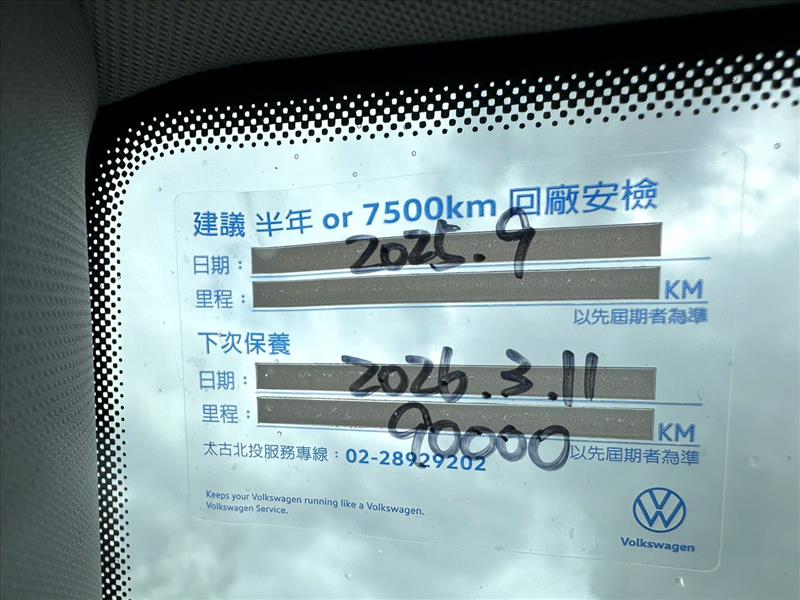 建議 半年 or 7500km 回廠安檢
日期： 2025.9
里程： KM
以先屆期者為準
下次保養
日期： 2026.3.11
里程： 90000 KM
太古北投服務專線：02-28929202 以先屆期者為準
Keeps your Volkswagen running like a Volkswagen.
Volkswagen Service.
Volkswagen